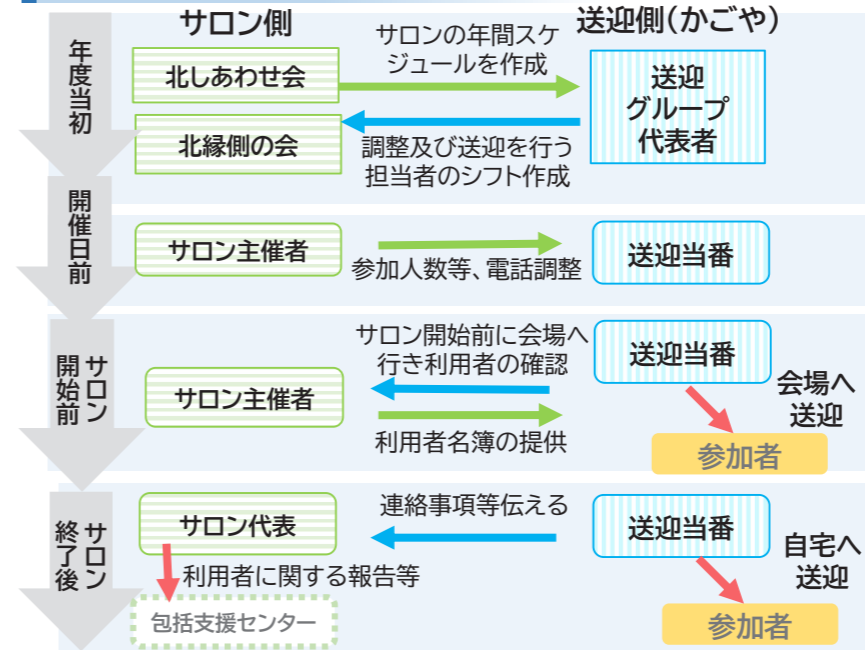 サロン側
送迎側(かごや)
年度当初
北しあわせ会
サロンの年間スケ
ジュールを作成
送迎
グループ
代表者
北縁側の会
調整及び送迎を行う
担当者のシフト作成
開催日前
サロン主催者
参加人数等、電話調整
送迎当番
サロン
開始前
サロン主催者
サロン開始前に会場へ
行き利用者の確認
利用者名簿の提供
送迎当番
会場へ
送迎
参加者
サロン
終了後
サロン代表
連絡事項等伝える
送迎当番
自宅へ
送迎
利用者に関する報告等
包括支援センター
参加者